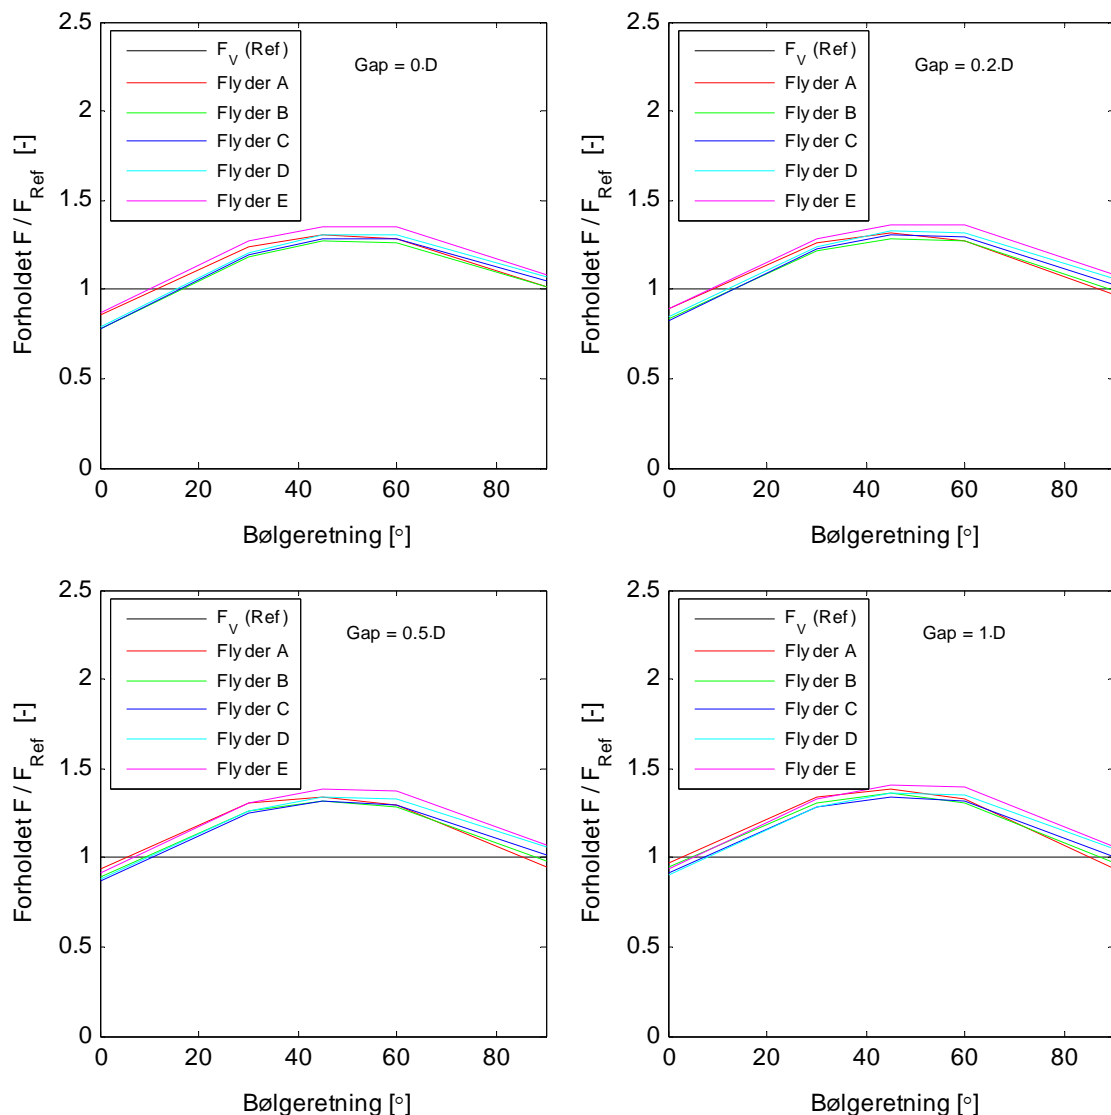 2.5
2
1.5
1
0.5
0
0
20
40
60
80
Forholdet F / F_Ref [-]
Bølgeretning [°]
Gap = 0.D
F_V (Ref)
Flyder A
Flyder B
Flyder C
Flyder D
Flyder E
2.5
2
1.5
1
0.5
0
0
20
40
60
80
Forholdet F / F_Ref [-]
Bølgeretning [°]
Gap = 0.2.D
F_V (Ref)
Flyder A
Flyder B
Flyder C
Flyder D
Flyder E
2.5
2
1.5
1
0.5
0
0
20
40
60
80
Forholdet F / F_Ref [-]
Bølgeretning [°]
Gap = 0.5.D
F_V (Ref)
Flyder A
Flyder B
Flyder C
Flyder D
Flyder E
2.5
2
1.5
1
0.5
0
0
20
40
60
80
Forholdet F / F_Ref [-]
Bølgeretning [°]
Gap = 1.D
F_V (Ref)
Flyder A
Flyder B
Flyder C
Flyder D
Flyder E